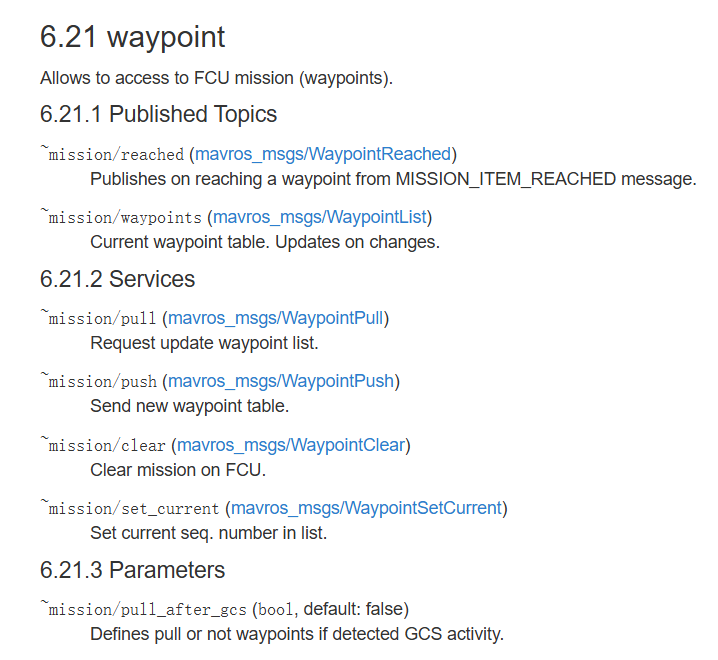 6.21 waypoint
Allows to access to FCU mission (waypoints).
6.21.1 Published Topics
~mission/reached (mavros_msgs/WaypointReached)
Publishes on reaching a waypoint from MISSION_ITEM_REACHED message.
~mission/waypoints (mavros_msgs/WaypointList)
Current waypoint table. Updates on changes.
6.21.2 Services
~mission/pull (mavros_msgs/WaypointPull)
Request update waypoint list.
~mission/push (mavros_msgs/WaypointPush)
Send new waypoint table.
~mission/clear (mavros_msgs/WaypointClear)
Clear mission on FCU.
~mission/set_current (mavros_msgs/WaypointSetCurrent)
Set current seq. number in list.
6.21.3 Parameters
~mission/pull_after_gcs (bool, default: false)
Defines pull or not waypoints if detected GCS activity.